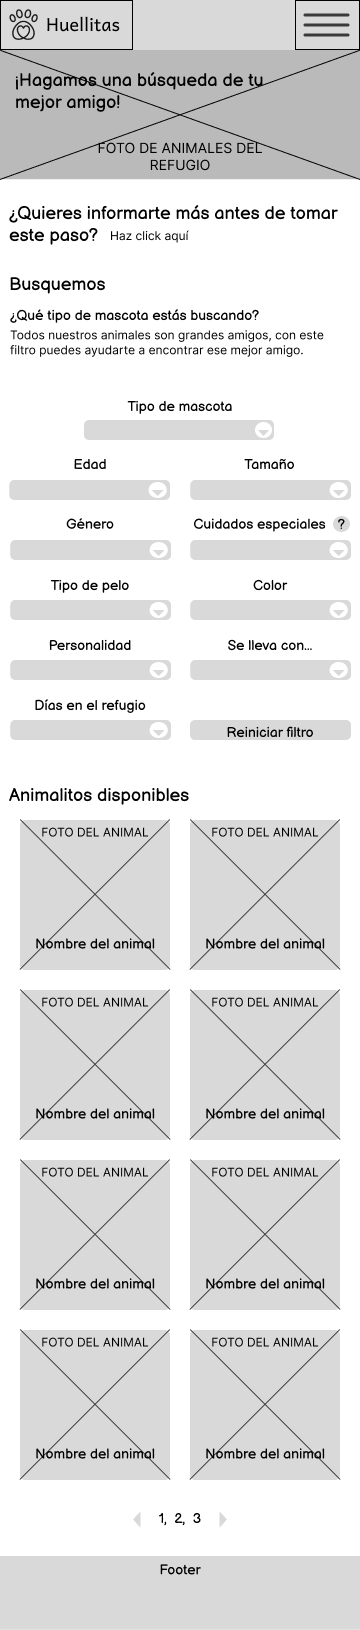 Huellitas
¡Hagamos una búsqueda de tu
mejor amigo!
FOTO DE ANIMALES DEL
REFUGIO
¿Quieres informarte más antes de tomar
este paso? Haz click aquí
Busquemos
¿Qué tipo de mascota estás buscando?
Todos nuestros animales son grandes amigos, con este
filtro puedes ayudarte a encontrar ese mejor amigo.
Tipo de mascota
Edad
Tamaño
Género
Cuidados especiales ?
Tipo de pelo
Color
Personalidad
Se lleva con...
Días en el refugio
Reiniciar filtro
Animalitos disponibles
FOTO DEL ANIMAL
Nombre del animal
FOTO DEL ANIMAL
Nombre del animal
FOTO DEL ANIMAL
Nombre del animal
FOTO DEL ANIMAL
Nombre del animal
FOTO DEL ANIMAL
Nombre del animal
FOTO DEL ANIMAL
Nombre del animal
FOTO DEL ANIMAL
Nombre del animal
FOTO DEL ANIMAL
Nombre del animal
1, 2, 3
Footer